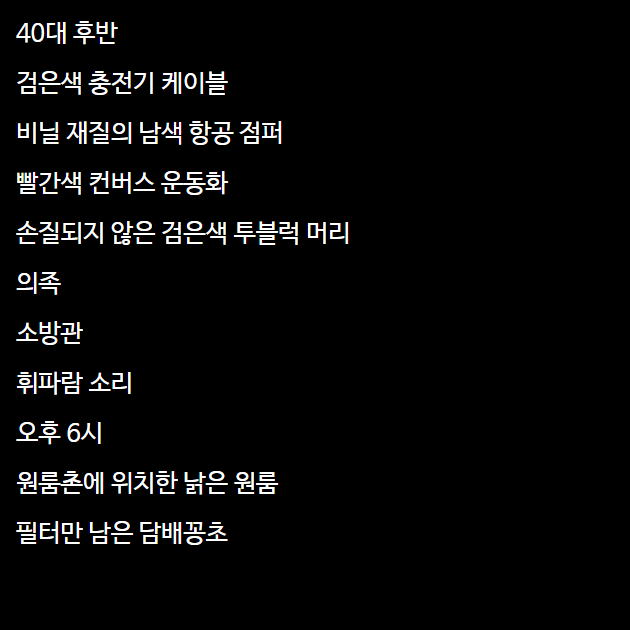 40대 후반
검은색 충전기 케이블
비닐 재질의 남색 항공 점퍼
빨간색 컨버스 운동화
손질되지 않은 검은색 투블럭 머리
의족
소방관
휘파람 소리
오후 6시
원룸촌에 위치한 낡은 원룸
필터만 남은 담배꽁초